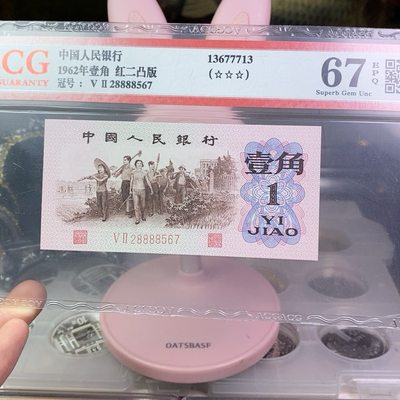 CG
GUARANTY
中国人民银行
1962年壹角 红二凸版
冠号： V Ⅱ 28888567
13677713
(☆☆☆)
67
EPQ
Superb Gem Unc
中國人民銀行
壹角
1
YI
JIAO
V Ⅱ 28888567
OATSBASF